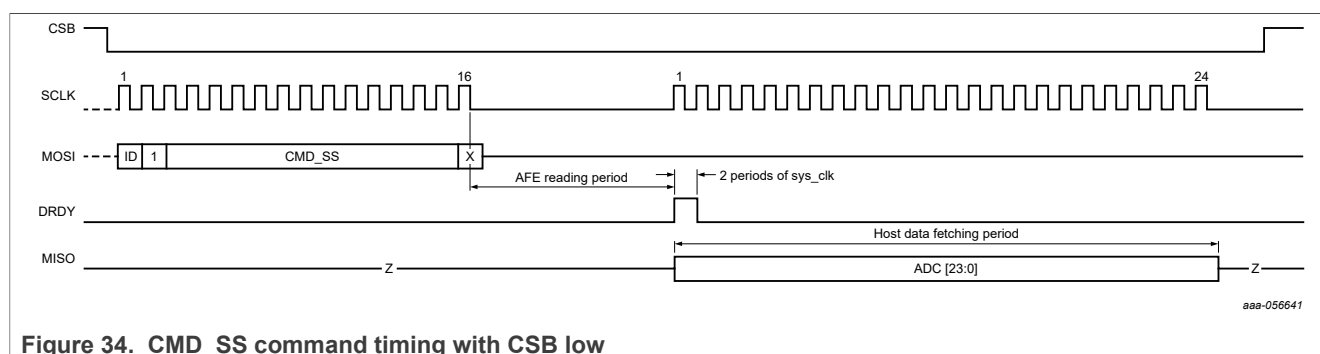 CSB
1 16 1 24
SCLK
MOSI ID 1 CMD_SS X
AFE reading period 2 periods of sys_clk
DRDY
Host data fetching period
MISO Z ADC [23:0] Z
aaa-056641
Figure 34. CMD_SS command timing with CSB low